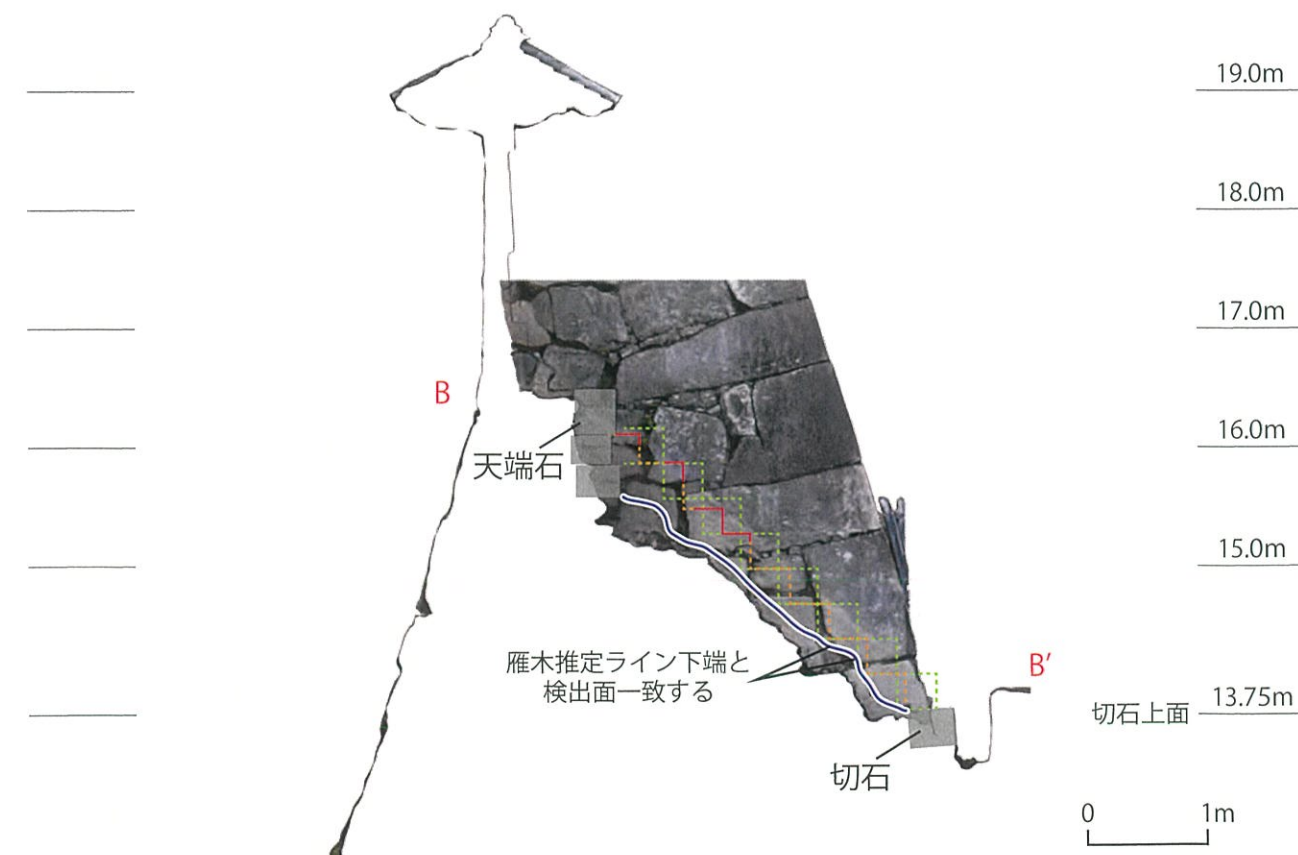 19.0m
18.0m
17.0m
B
16.0m
天端石
15.0m
雁木推定ライン下端と
検出面一致する
B′
切石上面
13.75m
切石
0
1m